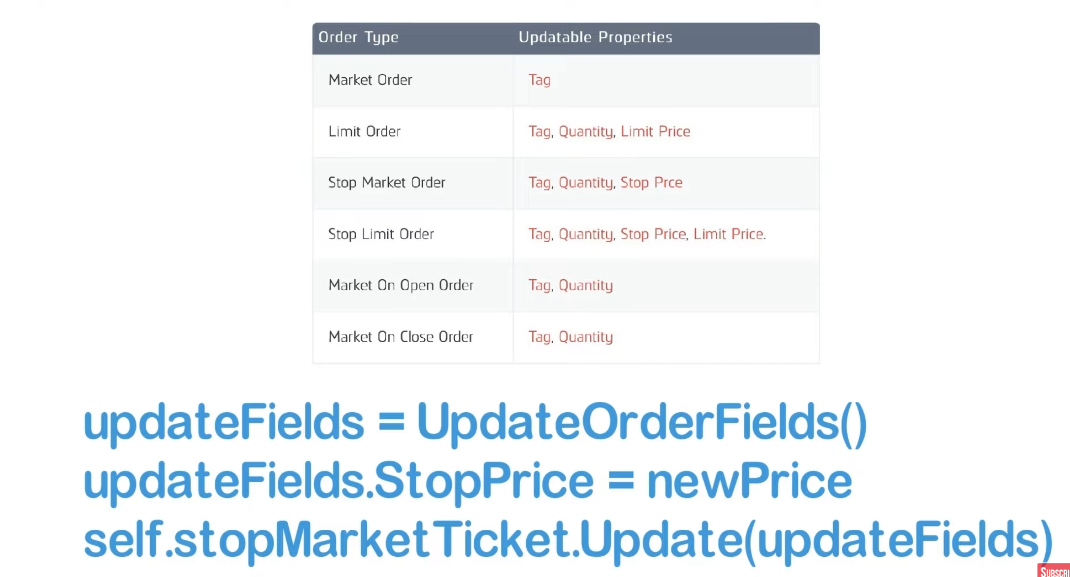 Order Type Updatable Properties
Market Order Tag
Limit Order Tag, Quantity, Limit Price
Stop Market Order Tag, Quantity, Stop Prce
Stop Limit Order Tag, Quantity, Stop Price, Limit Price.
Market On Open Order Tag, Quantity
Market On Close Order Tag, Quantity
updateFields = UpdateOrderFields()
updateFields.StopPrice = newPrice
self.stopMarketTicket.Update(updateFields)
SUBSCRI